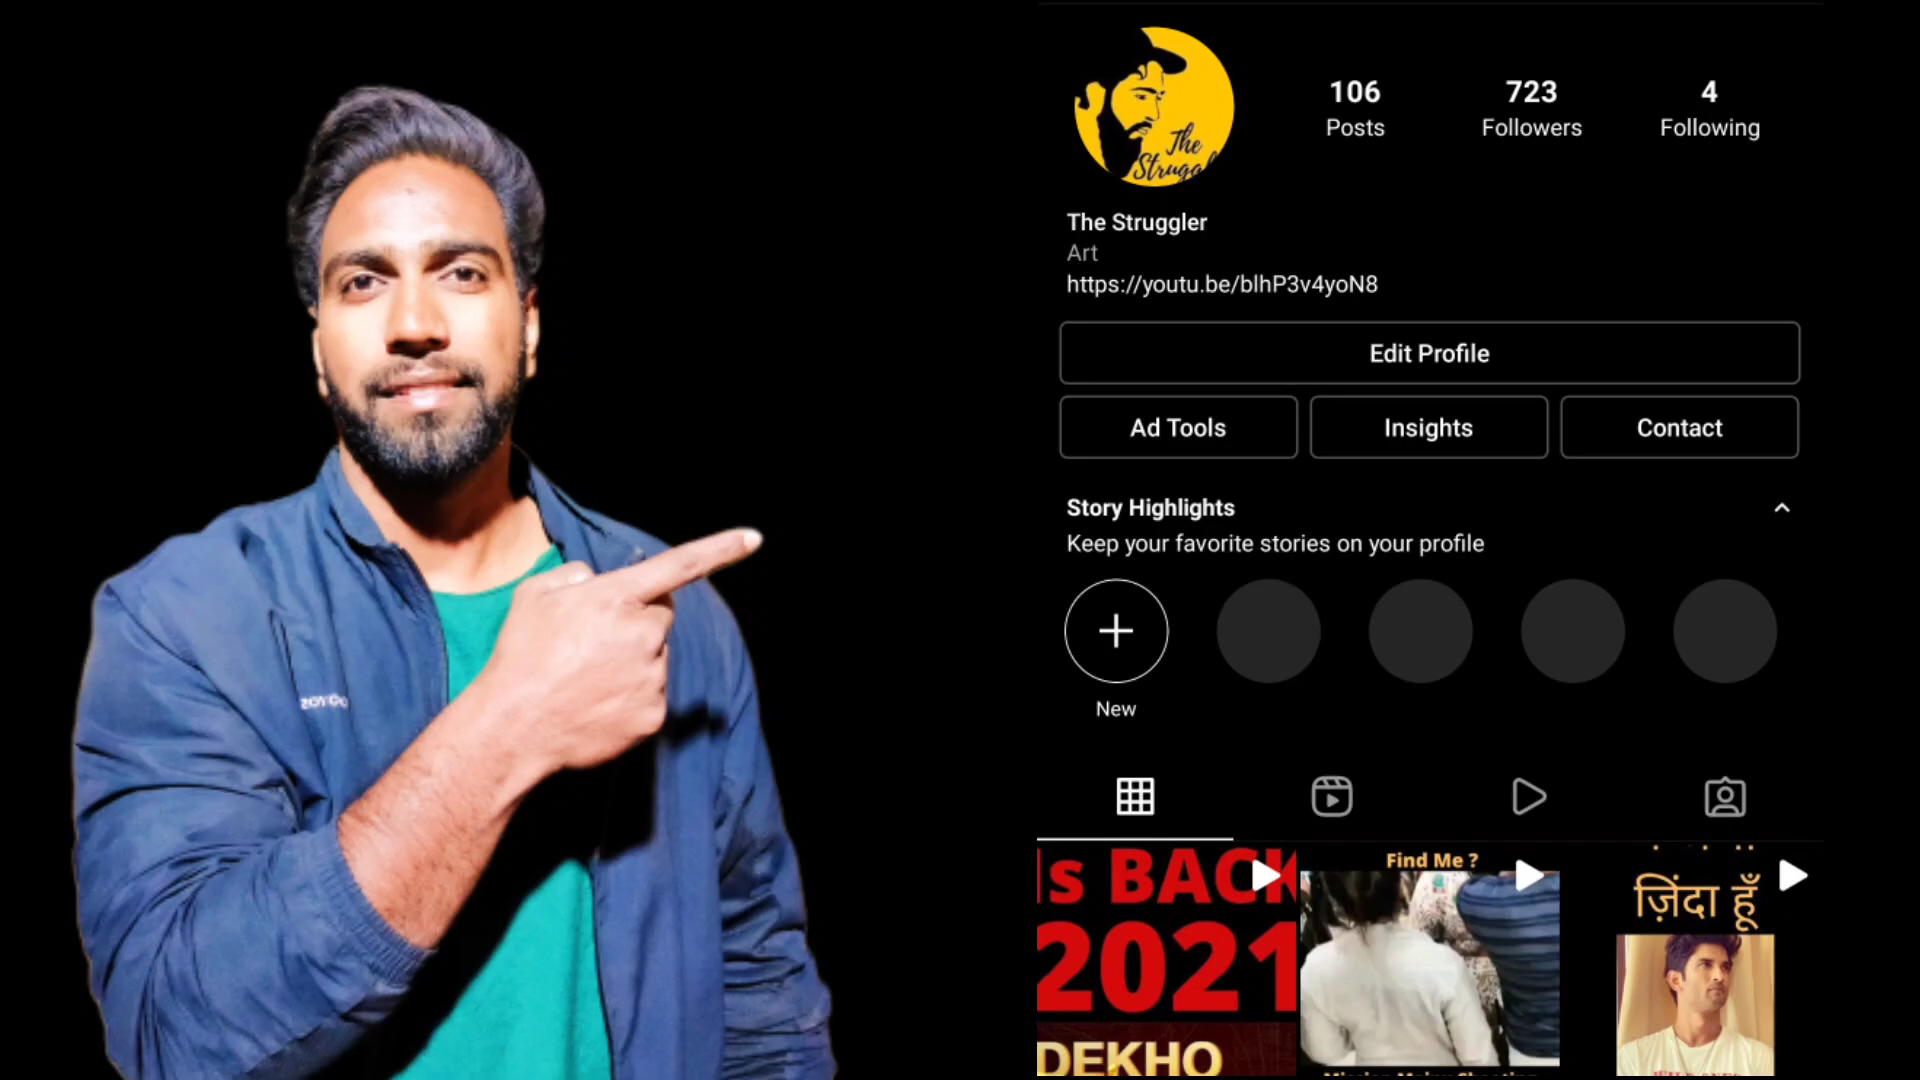 The
106
Posts
723
Followers
4
Following
The Struggler
Art
https://youtu.be/blhP3v4yoN8
Edit Profile
Ad Tools
Insights
Contact
Story Highlights
Keep your favorite stories on your profile
New
Is BACK
2021
DEKHO
Find Me ?
ज़िंदा हूँ